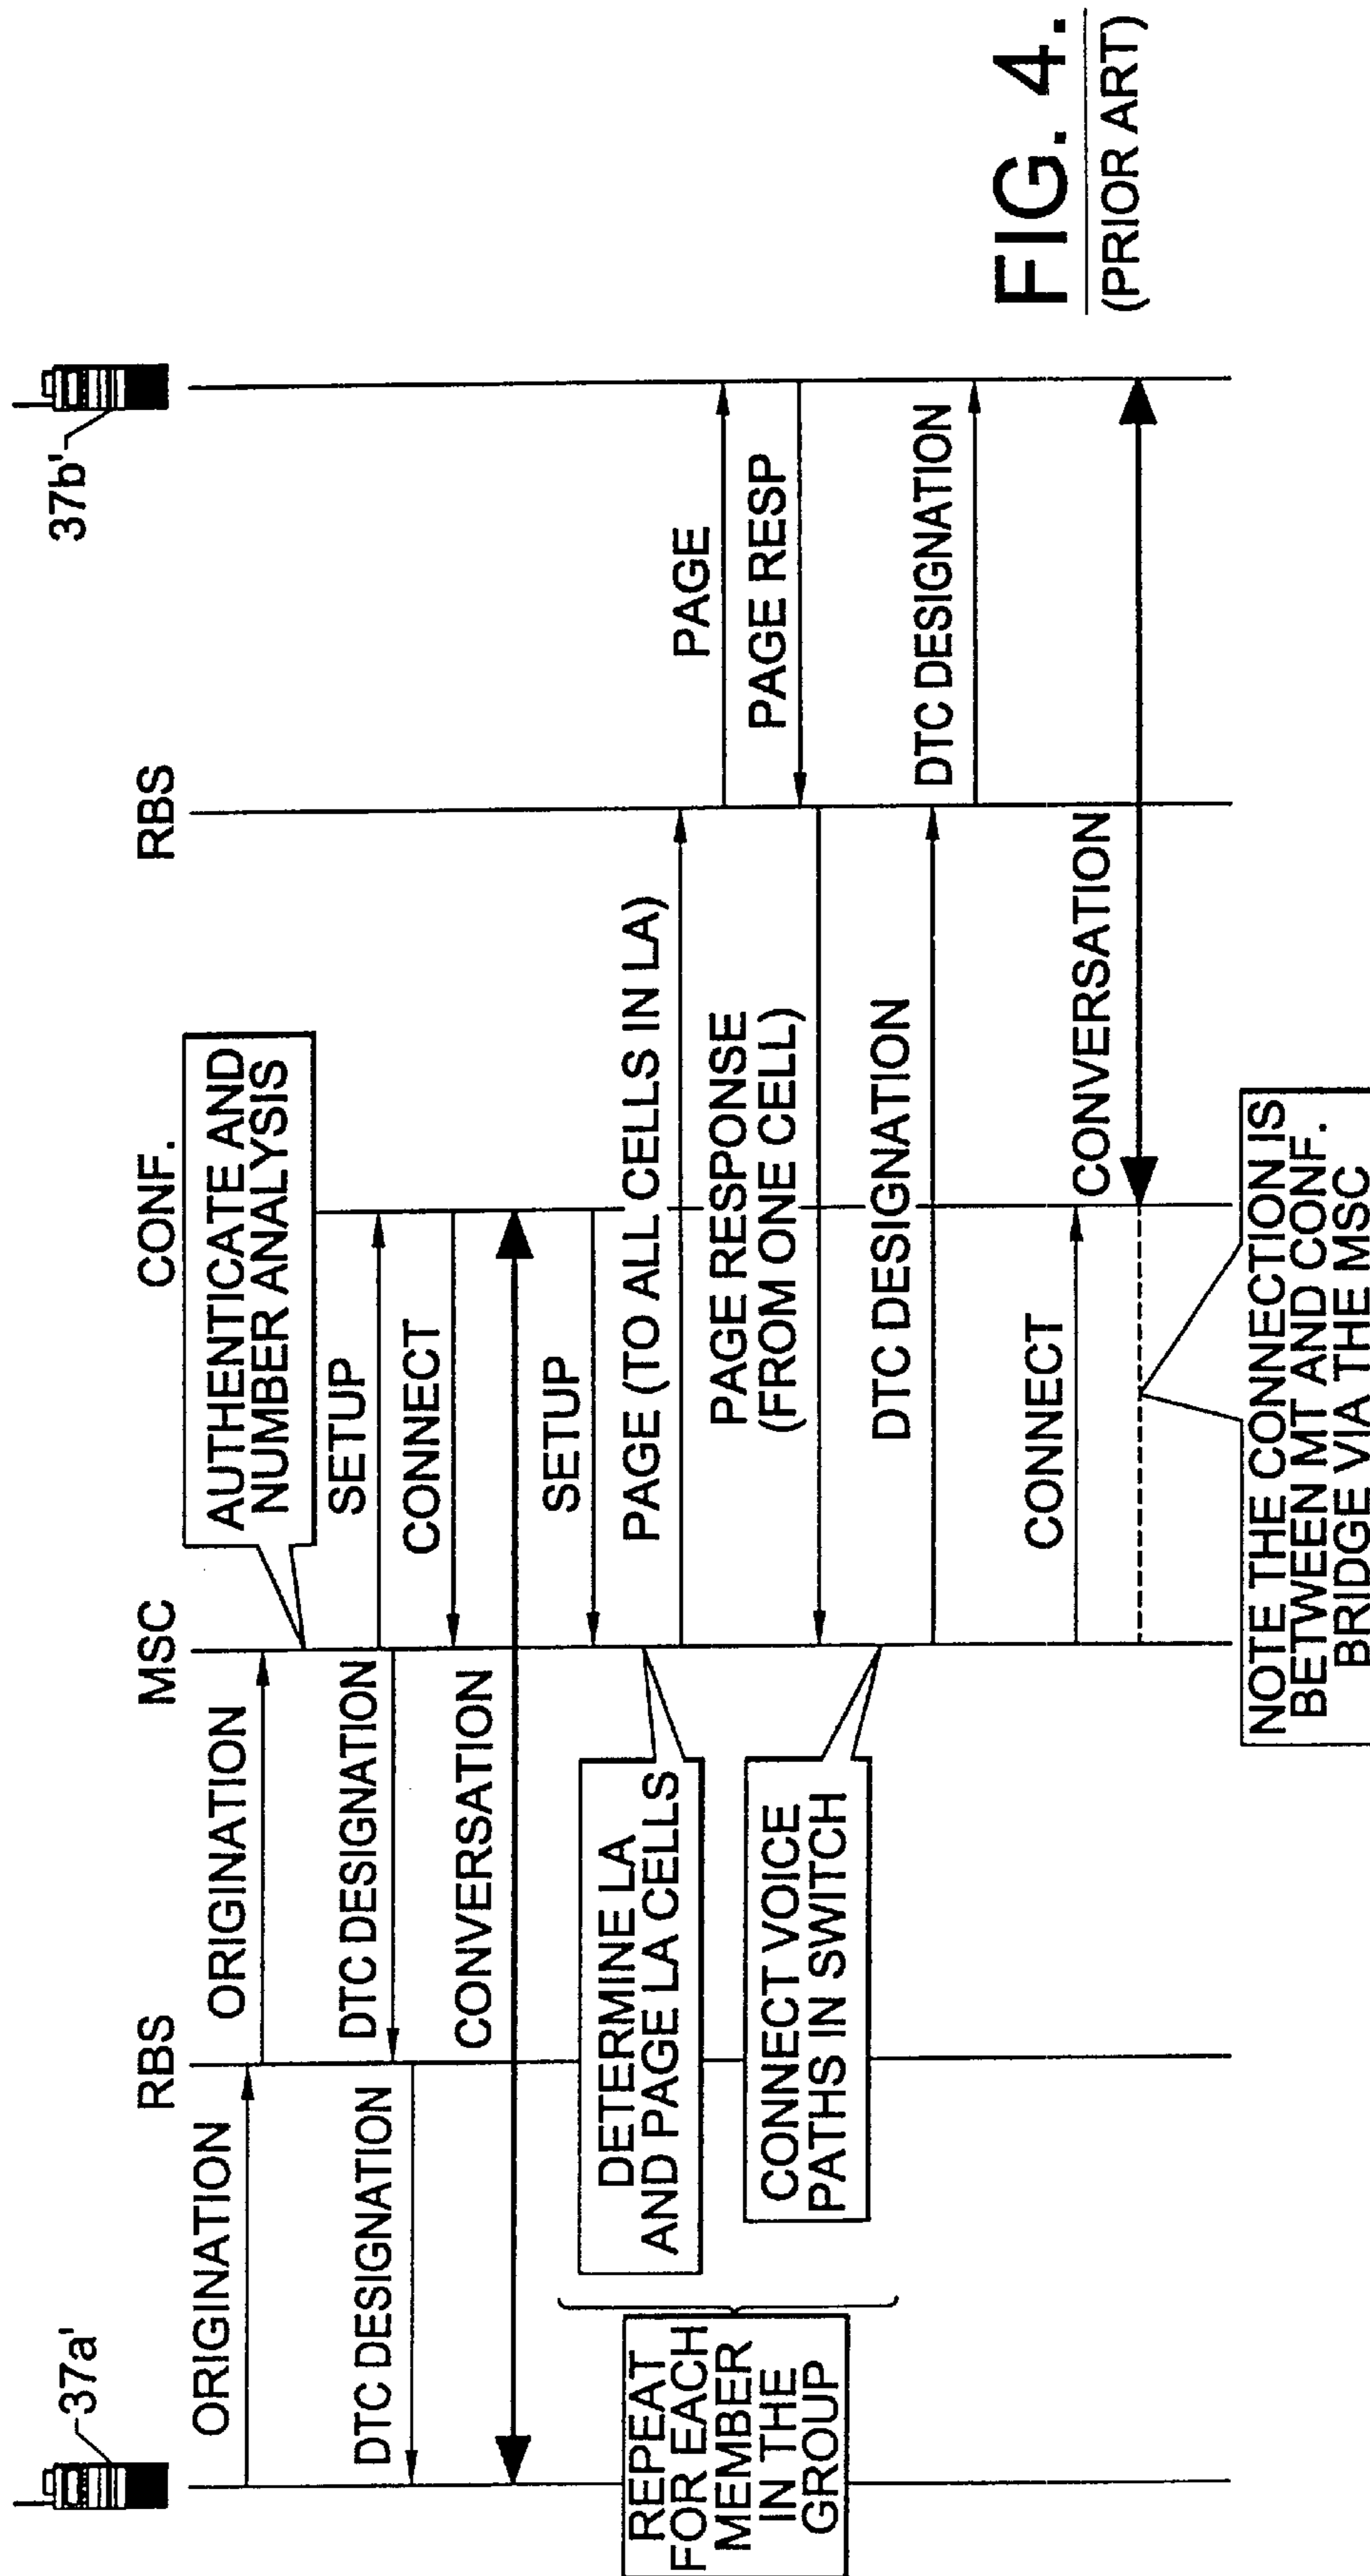 37a'
RBS
MSC
CONF.
RBS
37b'
ORIGINATION
ORIGINATION
AUTHENTICATE AND
NUMBER ANALYSIS
SETUP
DTC DESIGNATION
DTC DESIGNATION
CONNECT
CONVERSATION
SETUP
REPEAT
FOR EACH
MEMBER
IN THE
GROUP
DETERMINE LA
AND PAGE LA CELLS
PAGE (TO ALL CELLS IN LA)
PAGE
PAGE RESP
PAGE RESPONSE
(FROM ONE CELL)
CONNECT VOICE
PATHS IN SWITCH
DTC DESIGNATION
DTC DESIGNATION
CONNECT
CONVERSATION
NOTE THE CONNECTION IS
BETWEEN MT AND CONF.
BRIDGE VIA THE MSC
FIG. 4.
(PRIOR ART)